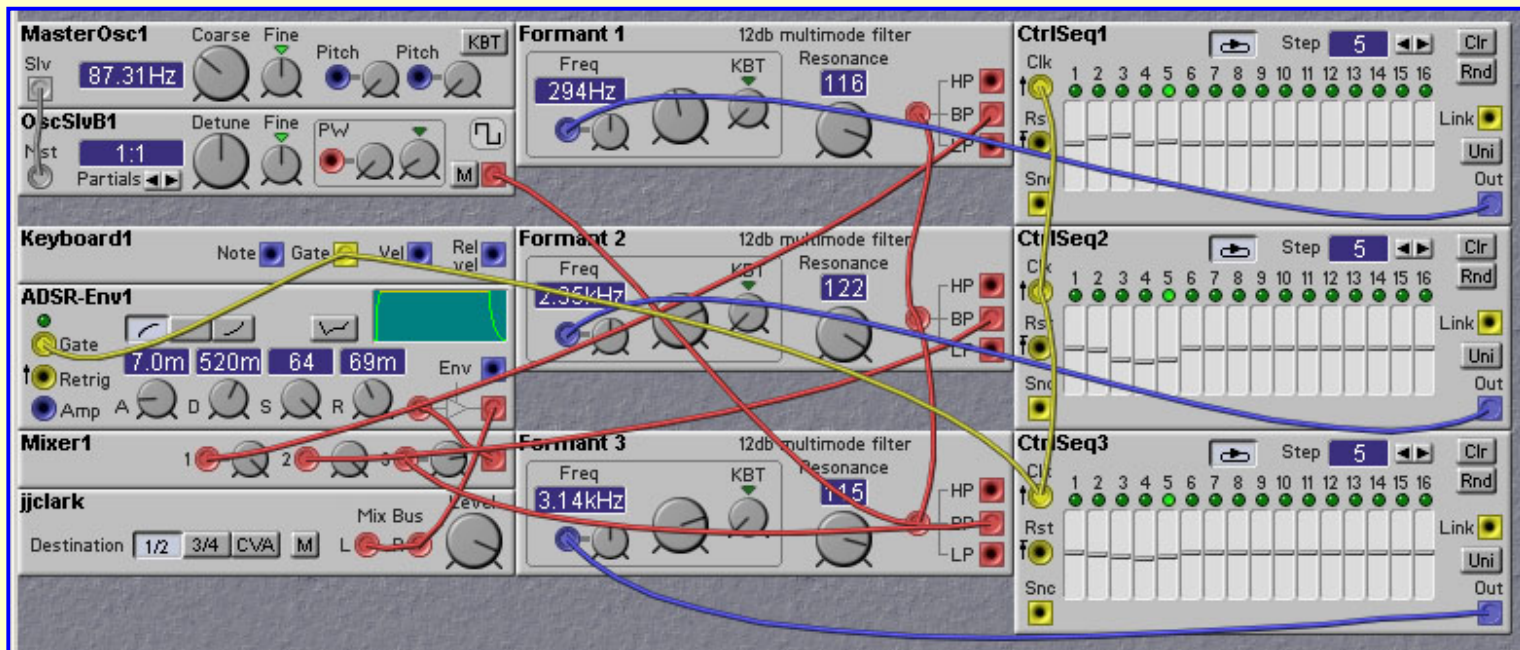 MasterOsc1
Coarse Fine Pitch Pitch KBT
Slv
87.31Hz
OscSlvB1
Detune Fine PW
Mst
1:1
Partials M
Keyboard1
Note Gate Vel Rel vel
ADSR-Env1
Gate
7.0m 520m 64 69m Env
Retrig
Amp A D S R
Mixer1
1 2 3
jjclark
Mix Bus Level
Destination 1/2 3/4 CVA M L R
Formant 1 12db multimode filter
Freq KBT Resonance
294Hz 116
HP
BP
LP
Formant 2 12db multimode filter
Freq KBT Resonance
2.35kHz 122
HP
BP
LP
Formant 3 12db multimode filter
Freq KBT Resonance
3.14kHz 115
HP
BP
LP
CtrlSeq1 Step 5 Clr
Clk Rnd
1 2 3 4 5 6 7 8 9 10 11 12 13 14 15 16
Rst Link
Uni
Snc Out
CtrlSeq2 Step 5 Clr
Clk Rnd
1 2 3 4 5 6 7 8 9 10 11 12 13 14 15 16
Rst Link
Uni
Snc Out
CtrlSeq3 Step 5 Clr
Clk Rnd
1 2 3 4 5 6 7 8 9 10 11 12 13 14 15 16
Rst Link
Uni
Snc Out